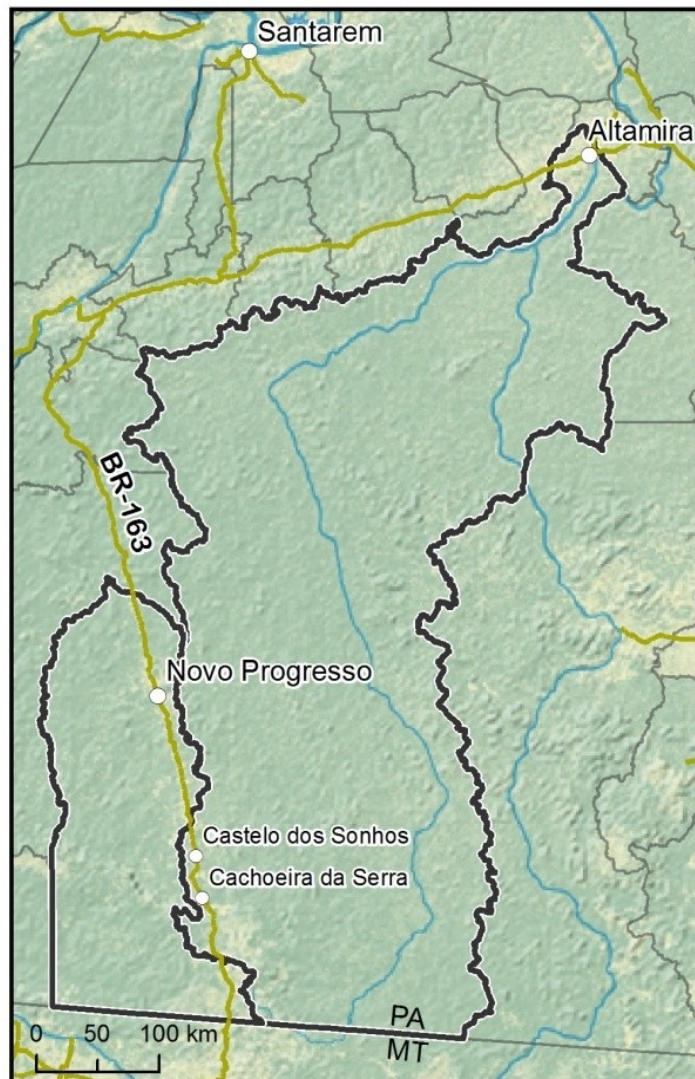 Santarem
Altamira
BR-163
Novo Progresso
Castelo dos Sonhos
Cachoeira da Serra
PA
MT
0 50 100 km